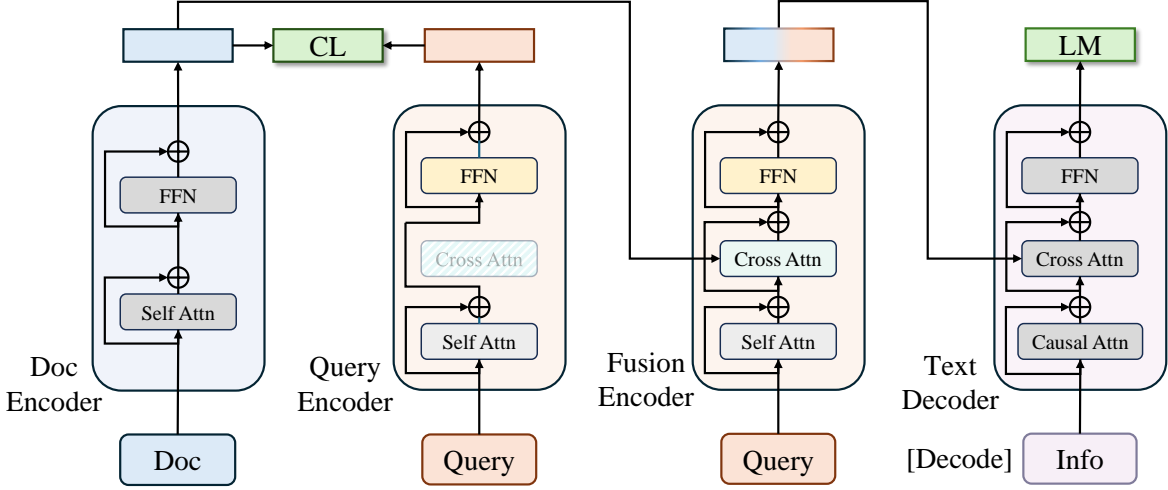 CL
LM
FFN
Self Attn
Doc
Encoder
Doc
FFN
Cross Attn
Self Attn
Query
Encoder
Query
FFN
Cross Attn
Self Attn
Fusion
Encoder
Query
FFN
Cross Attn
Causal Attn
Text
Decoder
[Decode]
Info